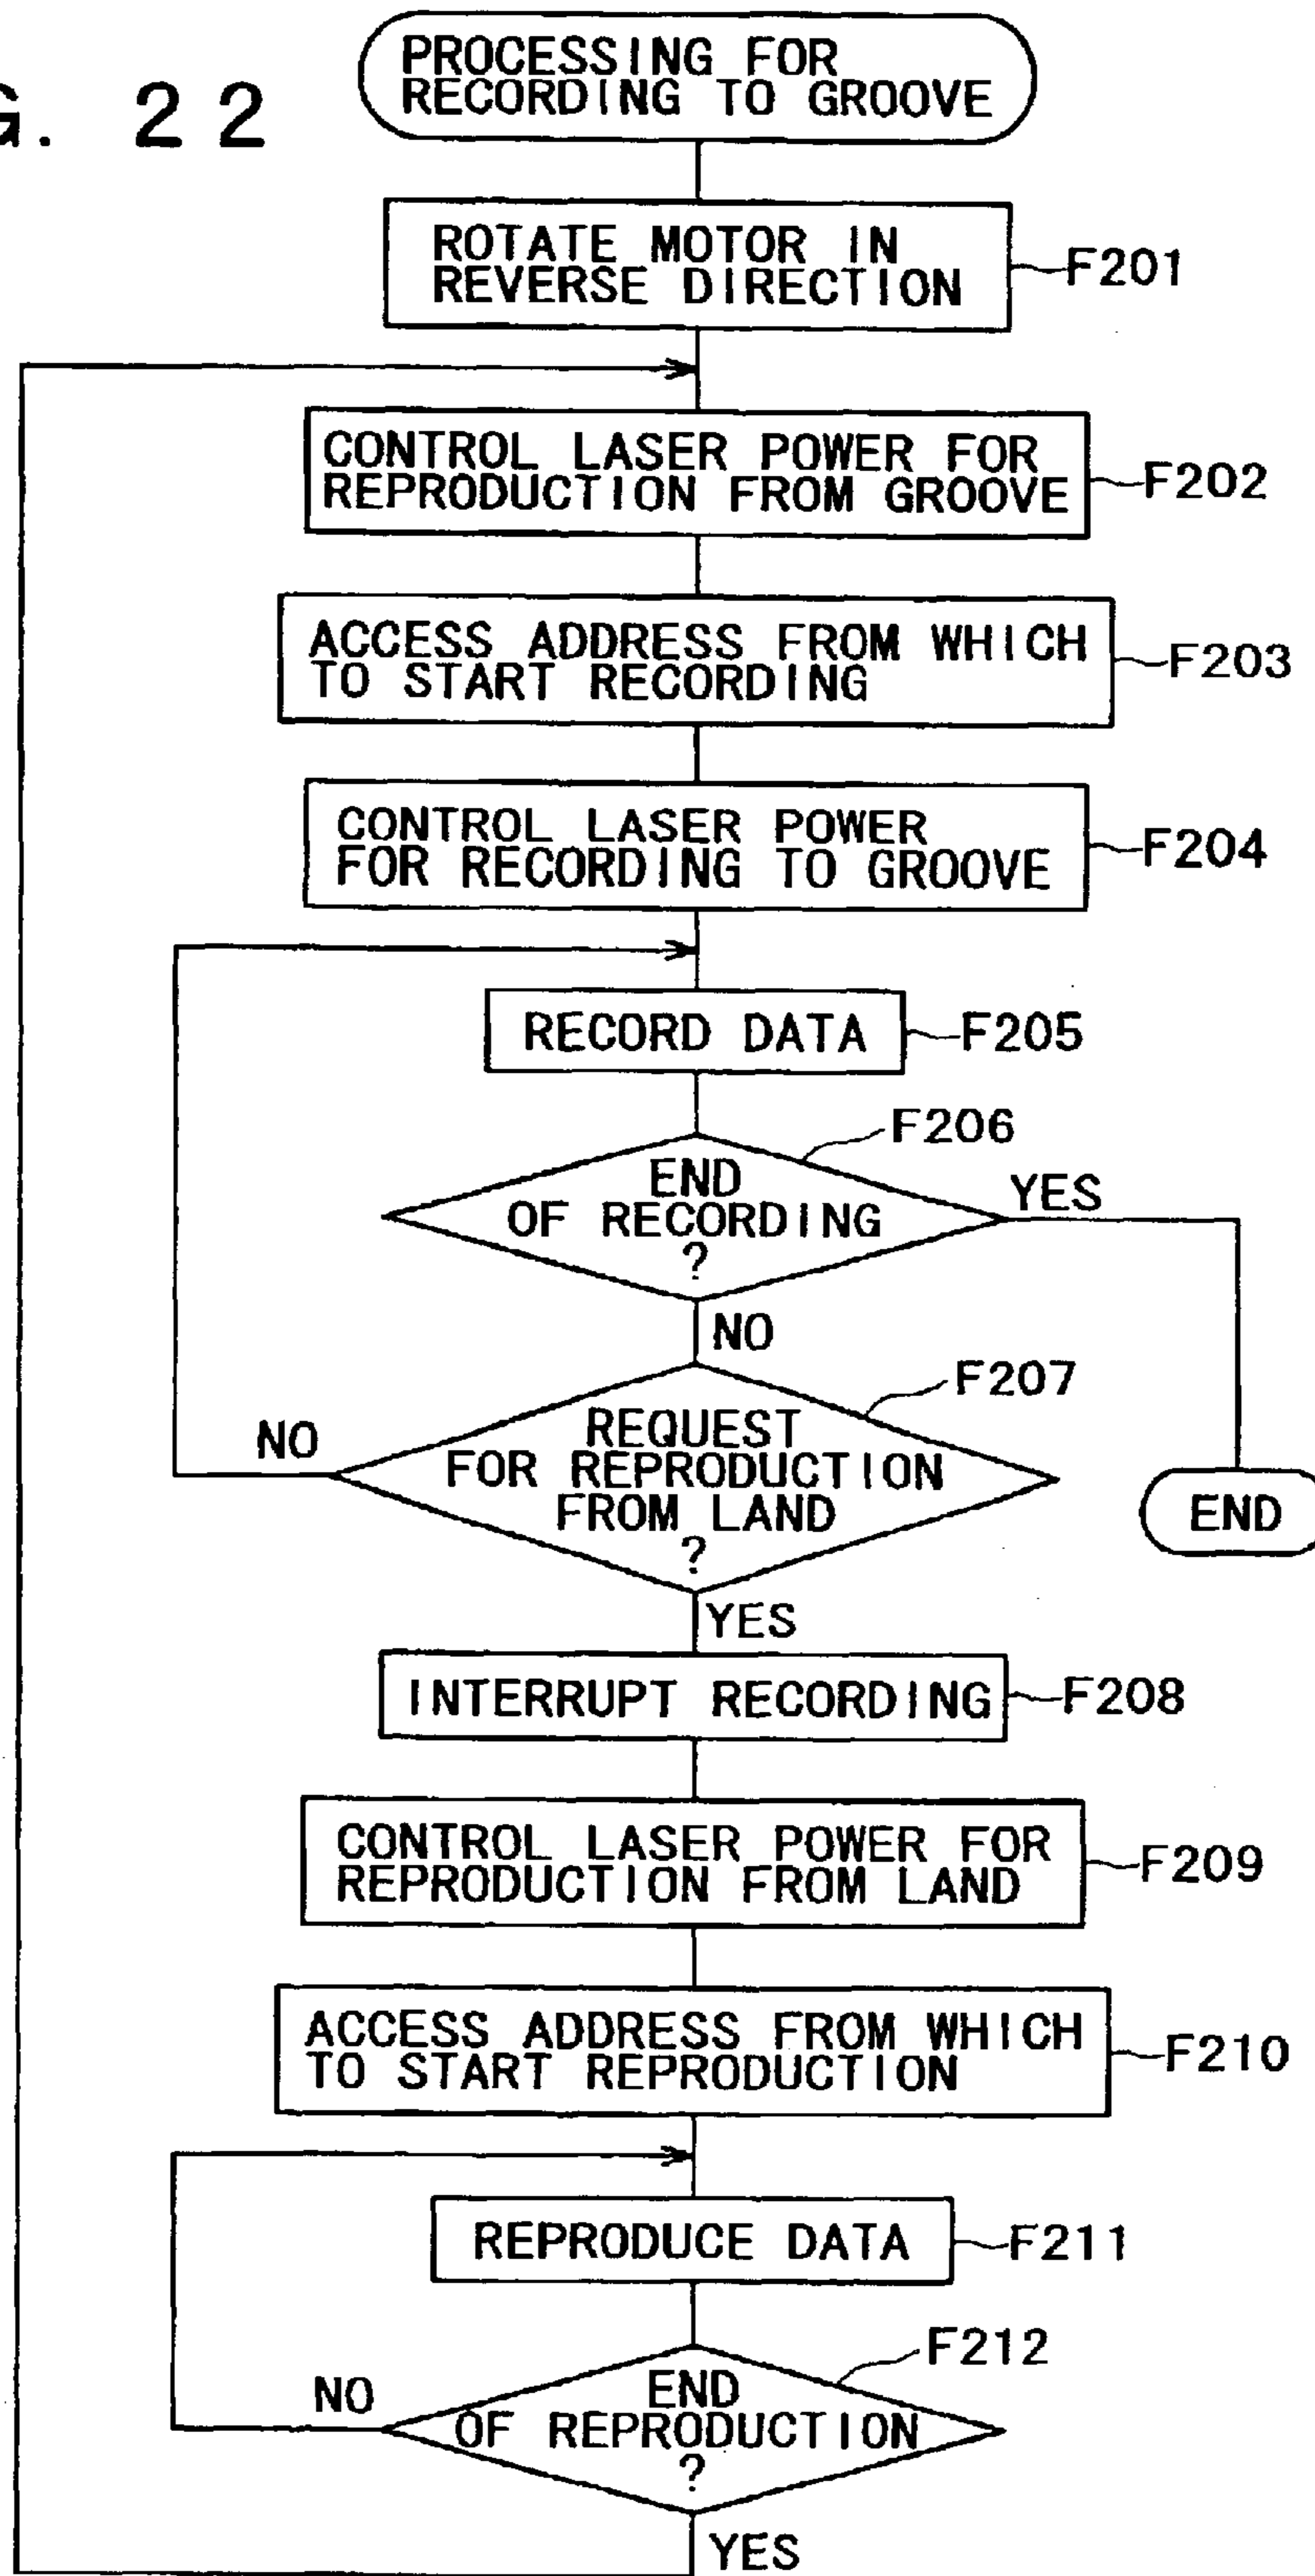 G. 22
PROCESSING FOR
RECORDING TO GROOVE
ROTATE MOTOR IN
REVERSE DIRECTION
F201
CONTROL LASER POWER FOR
REPRODUCTION FROM GROOVE
F202
ACCESS ADDRESS FROM WHICH
TO START RECORDING
F203
CONTROL LASER POWER
FOR RECORDING TO GROOVE
F204
RECORD DATA
F205
F206
END
OF RECORDING
?
YES
NO
F207
REQUEST
FOR REPRODUCTION
FROM LAND
?
NO
END
YES
INTERRUPT RECORDING
F208
CONTROL LASER POWER FOR
REPRODUCTION FROM LAND
F209
ACCESS ADDRESS FROM WHICH
TO START REPRODUCTION
F210
REPRODUCE DATA
F211
F212
END
OF REPRODUCTION
?
NO
YES